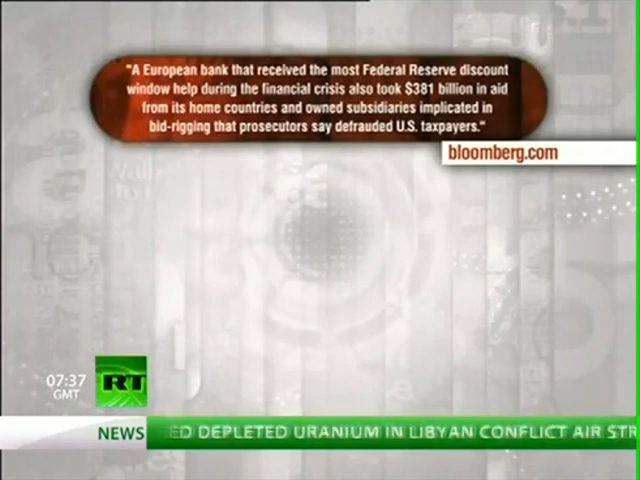 "A European bank that received the most Federal Reserve discount
window help during the financial crisis also took $381 billion in aid
from its home countries and owned subsidiaries implicated in
bid-rigging that prosecutors say defrauded U.S. taxpayers."
bloomberg.com
07:37
GMT
RT
NEWS
ED DEPLETED URANIUM IN LIBYAN CONFLICT AIR STR